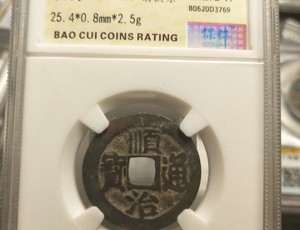 25.4*0.8mm*2.5g
B0620D3769
BAO CUI COINS RATING
順治通寶